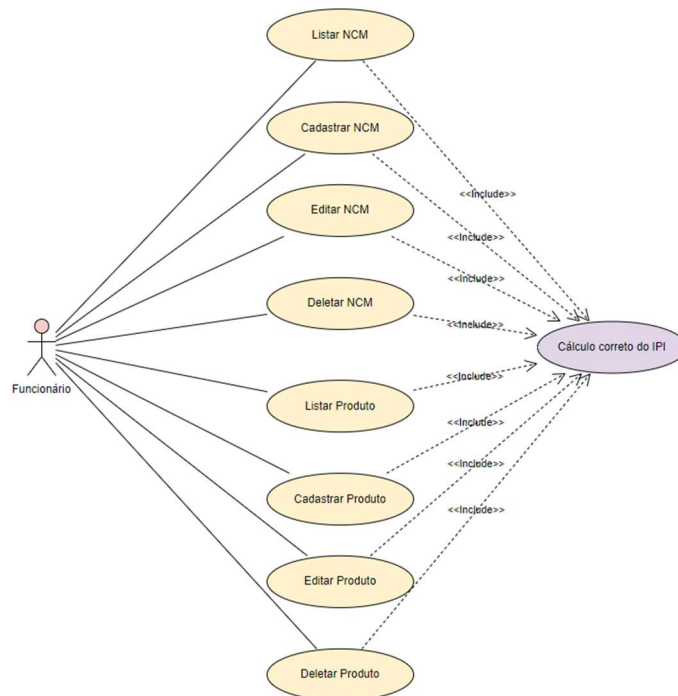 Listar NCM
Cadastrar NCM
<<Include>>
Editar NCM
<<Include>>
<<Include>>
Deletar NCM
<<Include>>
Cálculo correto do IPI
Funcionário
<<Include>>
Listar Produto
<<Include>>
<<Include>>
Cadastrar Produto
<<Include>>
Editar Produto
Deletar Produto